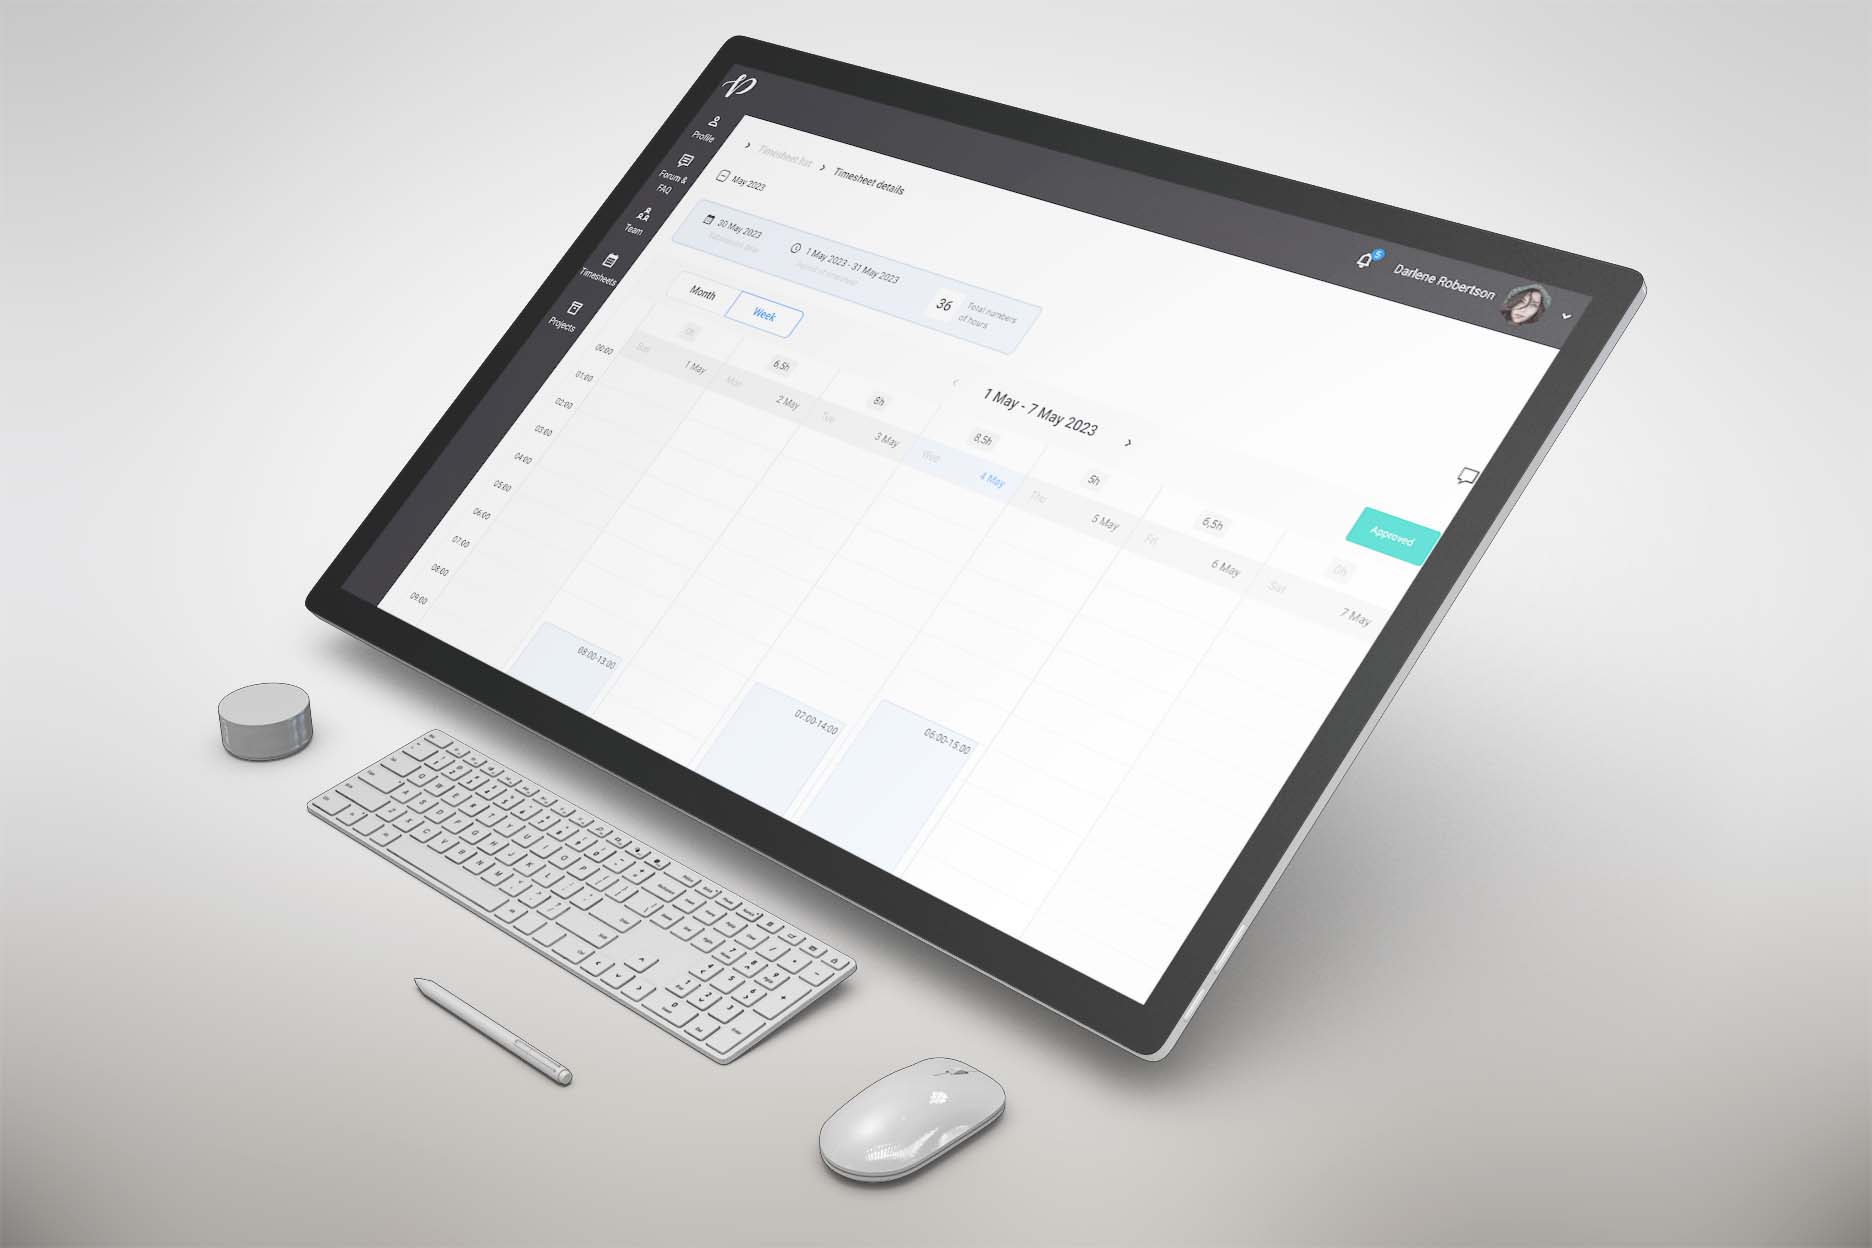 Profile
Forum &
FAQ
Team
Timesheets
Projects
5
Darlene Robertson
Timesheet list
Timesheet details
May 2023
30 May 2023
Submission date
1 May 2023 - 31 May 2023
36
Total numbers
of hours
Month
Week
1 May - 7 May 2023
Approved
0h
6,5h
8h
8,5h
5h
6,5h
0h
Sun
1 May
Mon
2 May
Tue
3 May
Wed
4 May
Thu
5 May
Fri
6 May
Sat
7 May
00:00
01:00
02:00
03:00
04:00
05:00
06:00
07:00
08:00
09:00
08:00-13:00
07:00-14:00
06:00-15:00